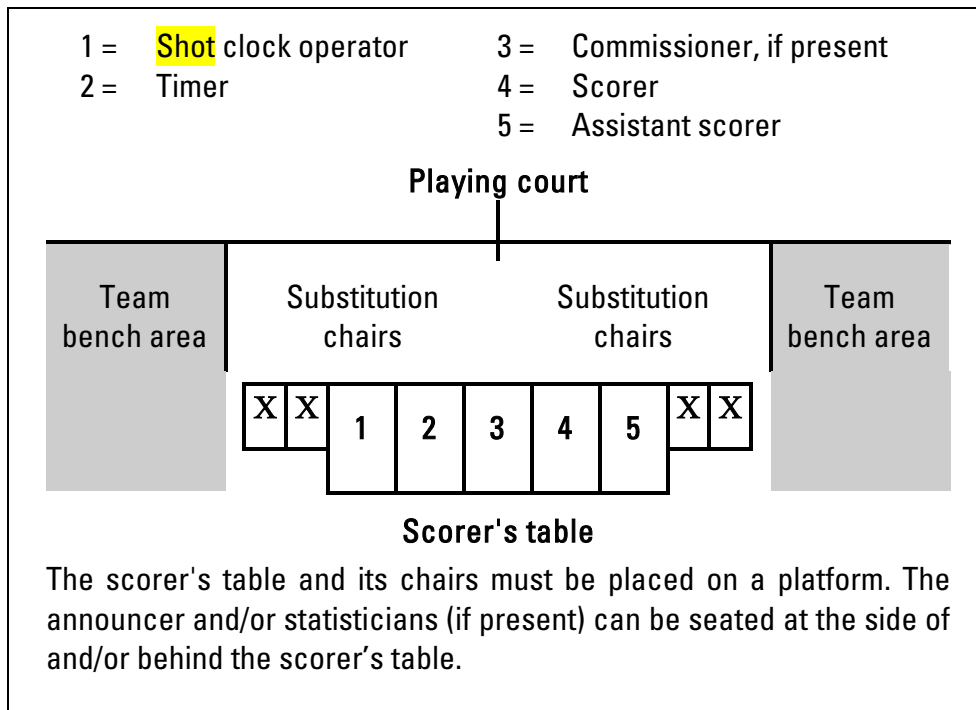 1 = Shot clock operator
2 = Timer
3 = Commissioner, if present
4 = Scorer
5 = Assistant scorer
Playing court
Team
bench area
Substitution
chairs
Substitution
chairs
Team
bench area
X X 1 2 3 4 5 X X
Scorer's table
The scorer's table and its chairs must be placed on a platform. The
announcer and/or statisticians (if present) can be seated at the side of
and/or behind the scorer’s table.